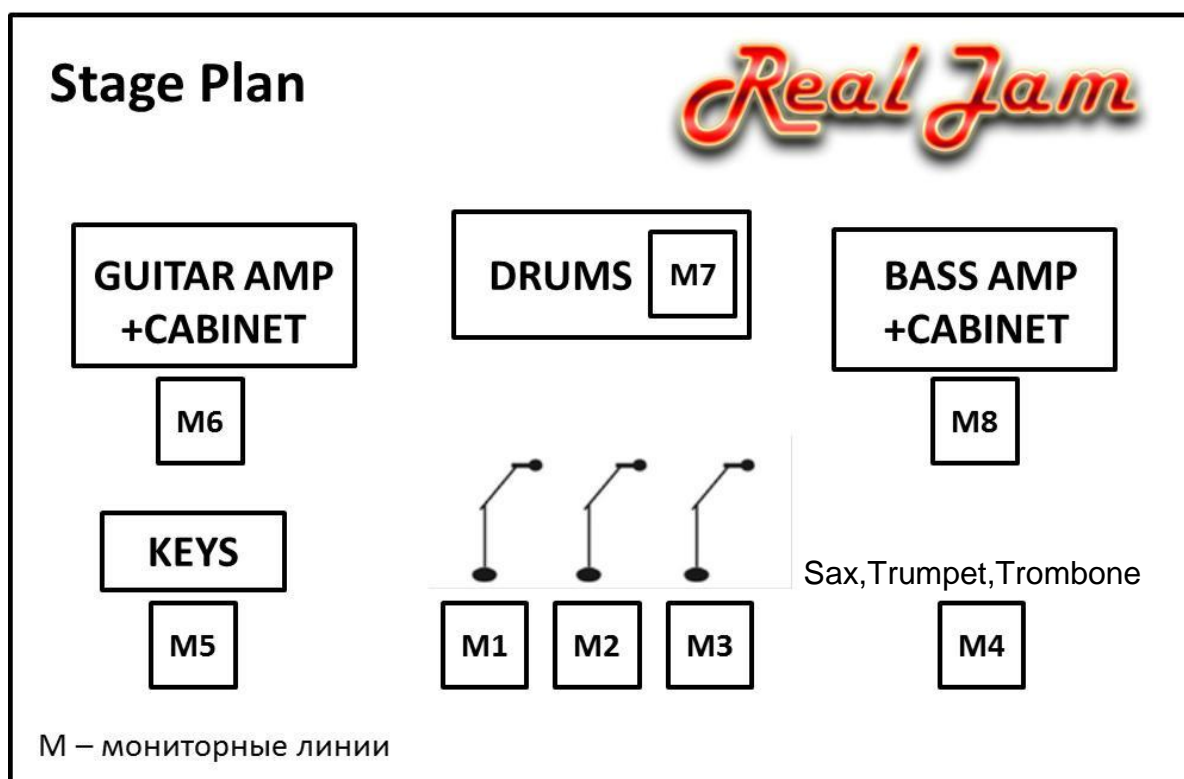 Stage Plan
Real Jam
GUITAR AMP
+CABINET
DRUMS
M7
BASS AMP
+CABINET
M6
M8
KEYS
Sax,Trumpet,Trombone
M5
M1
M2
M3
M4
М – мониторные линии